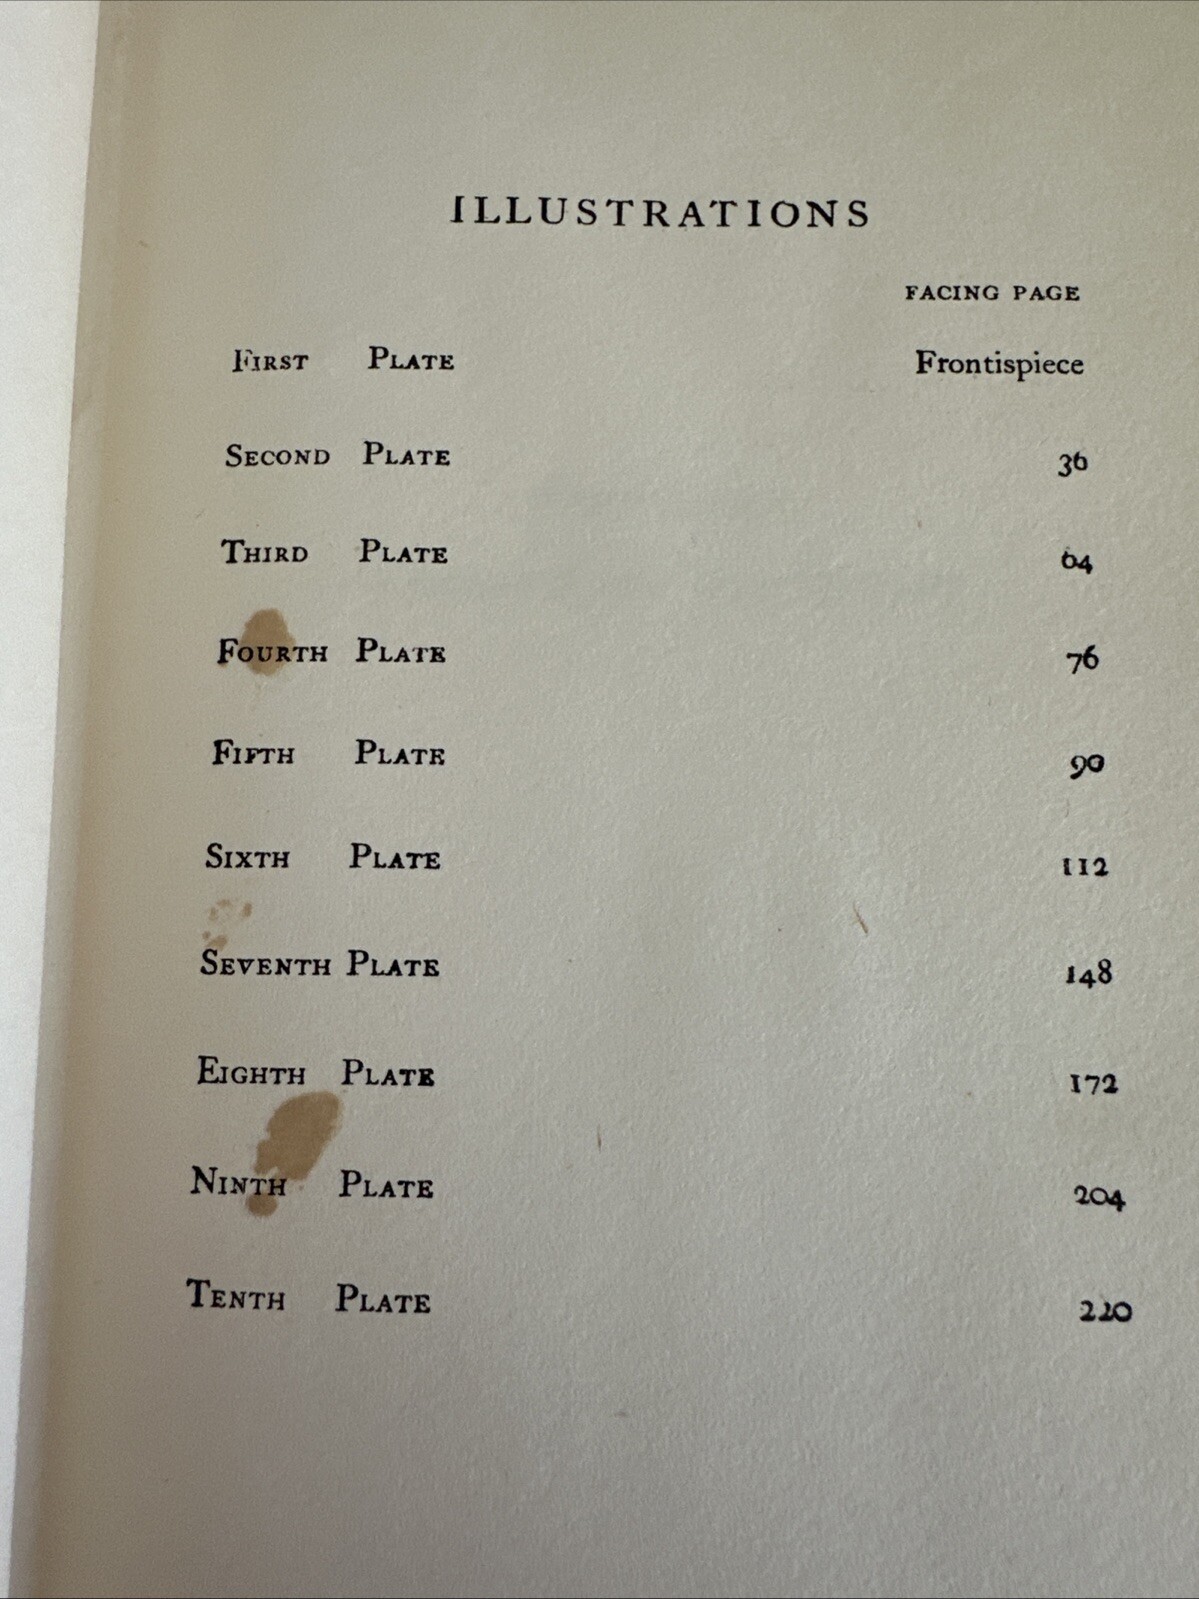 ILLUSTRATIONS
FACING PAGE
First Plate Frontispiece
Second Plate 36
Third Plate 64
Fourth Plate 76
Fifth Plate 90
Sixth Plate 112
Seventh Plate 148
Eighth Plate 172
Ninth Plate 204
Tenth Plate 220